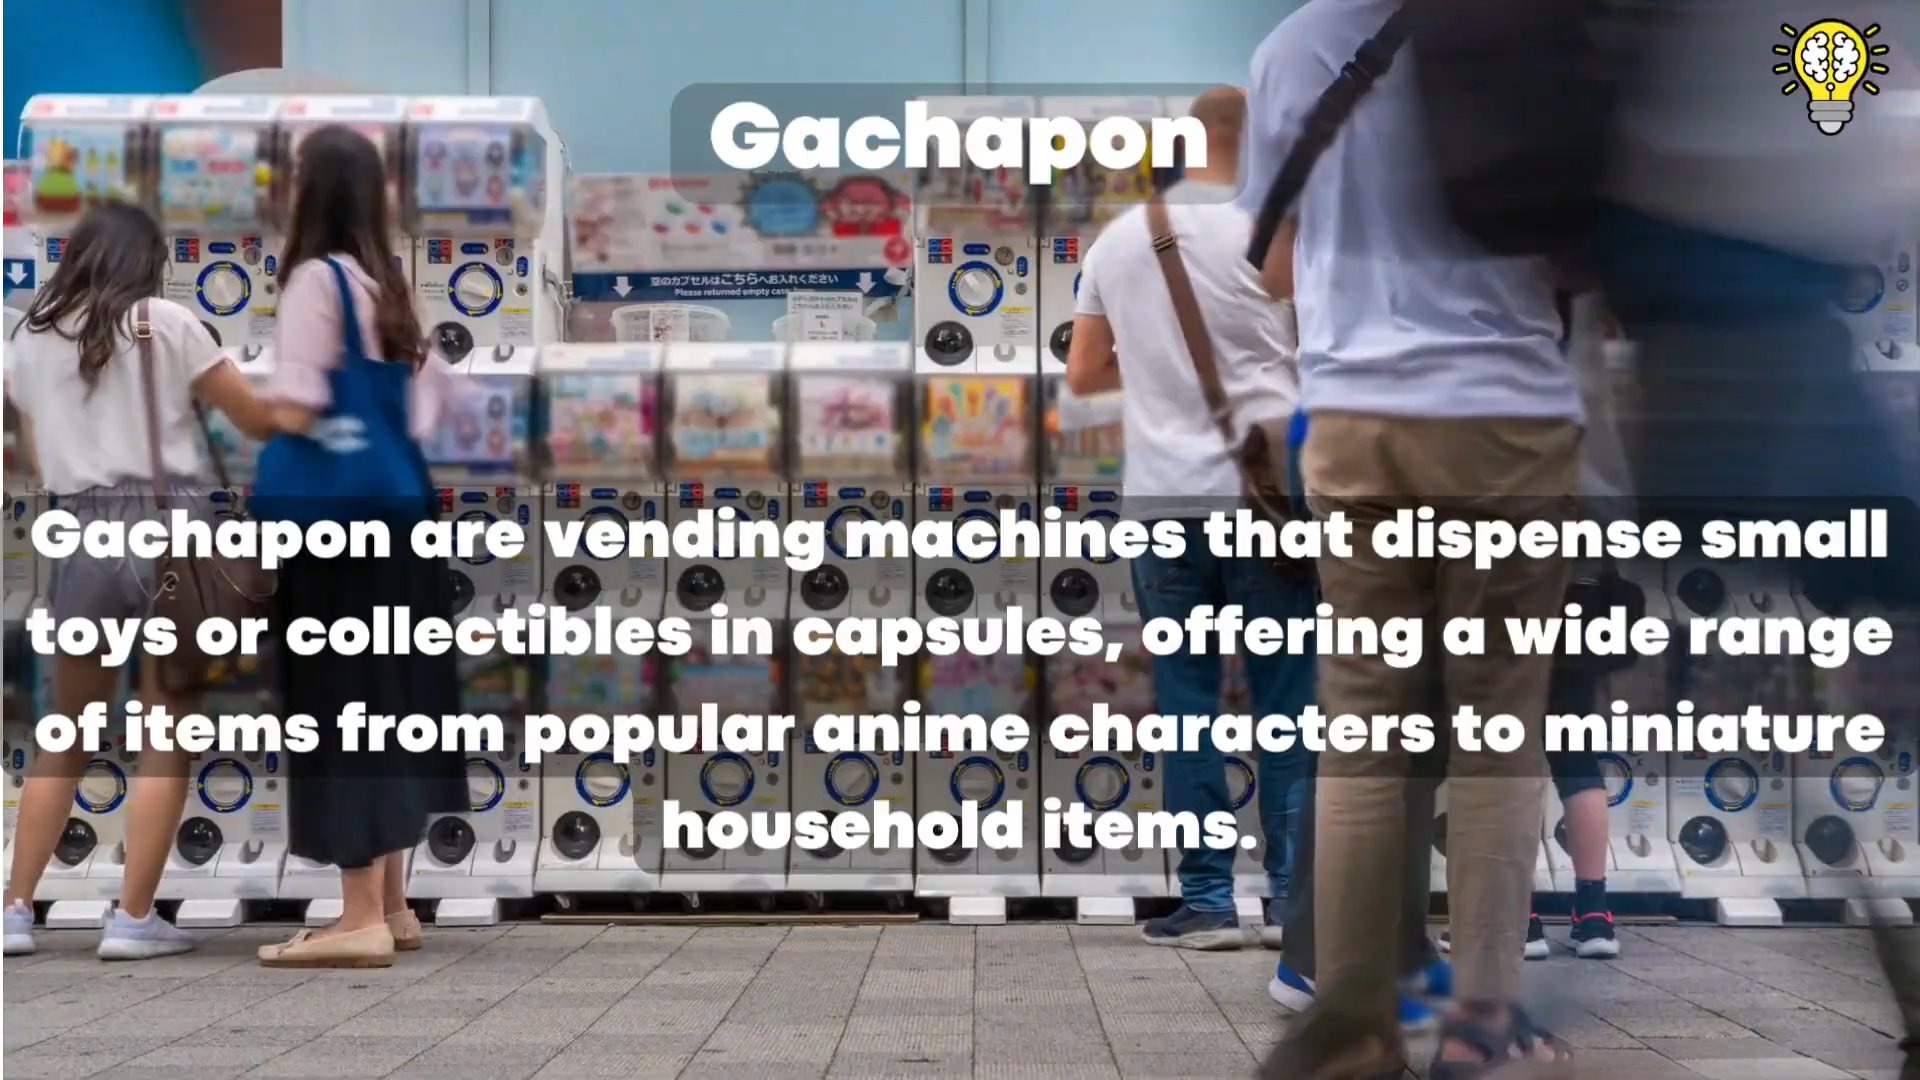 Gachapon
空のカプセルはこちらへお入れください
Please returned empty case
Gachapon are vending machines that dispense small
toys or collectibles in capsules, offering a wide range
of items from popular anime characters to miniature
household items.